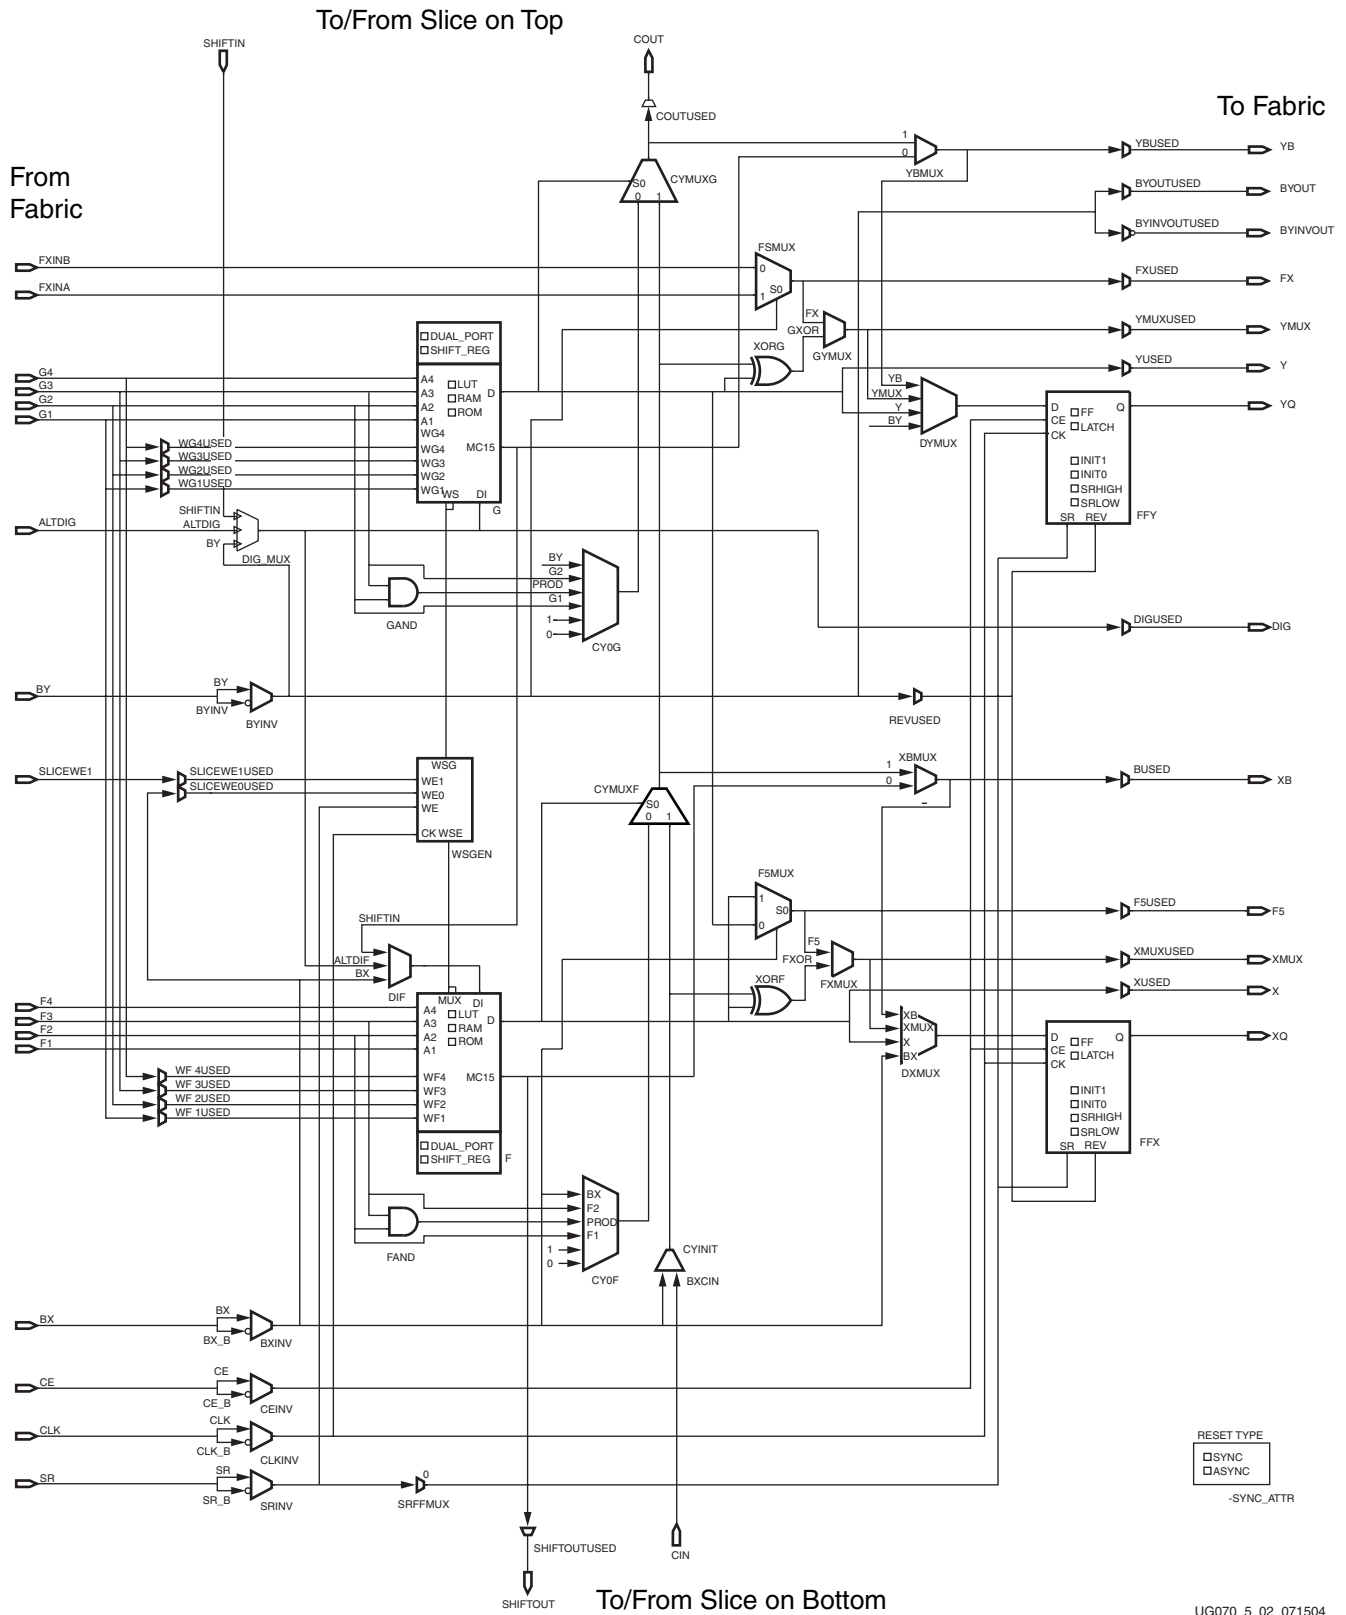 To/From Slice on Top
SHIFTIN
COUT
COUTUSED
To Fabric
From
Fabric
1
0
YBMUX
YBUSED
YB
CYMUXG
S0
0 1
BYOUTUSED
BYOUT
BYINVOUTUSED
BYINVOUT
FXINB
FXINA
FSMUX
0
1
S0
FXUSED
FX
FX
GXOR
GYMUX
YMUXUSED
YMUX
XORG
YUSED
Y
DUAL_PORT
SHIFT_REG
G4
G3
G2
G1
A4
A3
A2
A1
WG4
WG4
WG3
WG2
WG1
LUT
RAM
ROM
D
MC15
WS
DI
G
WG4USED
WG3USED
WG2USED
WG1USED
YB
YMUX
Y
BY
DYMUX
D
CE
CK
FF
LATCH
Q
YQ
INIT1
INIT0
SRHIGH
SRLOW
SR REV
FFY
SHIFTIN
ALTDIG
ALTDIG
BY
DIG_MUX
GAND
BY
G2
PROD
G1
1
0
CY0G
DIGUSED
DIG
BY
BY
BYINV
BYINV
REVUSED
SLICEWE1
SLICEWE1USED
SLICEWE0USED
WSG
WE1
WE0
WE
CK WSE
WSGEN
CYMUXF
S0
0 1
XBMUX
1
0
BUSED
XB
F5MUX
1
S0
0
F5USED
F5
SHIFTIN
ALTDIF
BX
DIF
F5
FXOR
FXMUX
XMUXUSED
XMUX
XORF
XUSED
X
F4
F3
F2
F1
MUX DI
A4
A3
A2
A1
LUT
RAM
ROM
D
XB
XMUX
X
BX
DXMUX
D
CE
CK
FF
LATCH
Q
XQ
INIT1
INIT0
SRHIGH
SRLOW
SR REV
FFX
WF 4USED
WF 3USED
WF 2USED
WF 1USED
WF4
WF3
WF2
WF1
MC15
DUAL_PORT
SHIFT_REG
F
FAND
BX
F2
PROD
F1
1
0
CY0F
CYINIT
BXCIN
BX
BX
BX_B
BXINV
CE
CE
CE_B
CEINV
CLK
CLK
CLK_B
CLKINV
SR
SR
SR_B
SRINV
0
SRFFMUX
RESET TYPE
SYNC
ASYNC
-SYNC_ATTR
SHIFTOUTUSED
CIN
SHIFTOUT
To/From Slice on Bottom
UG070_5_02_071504